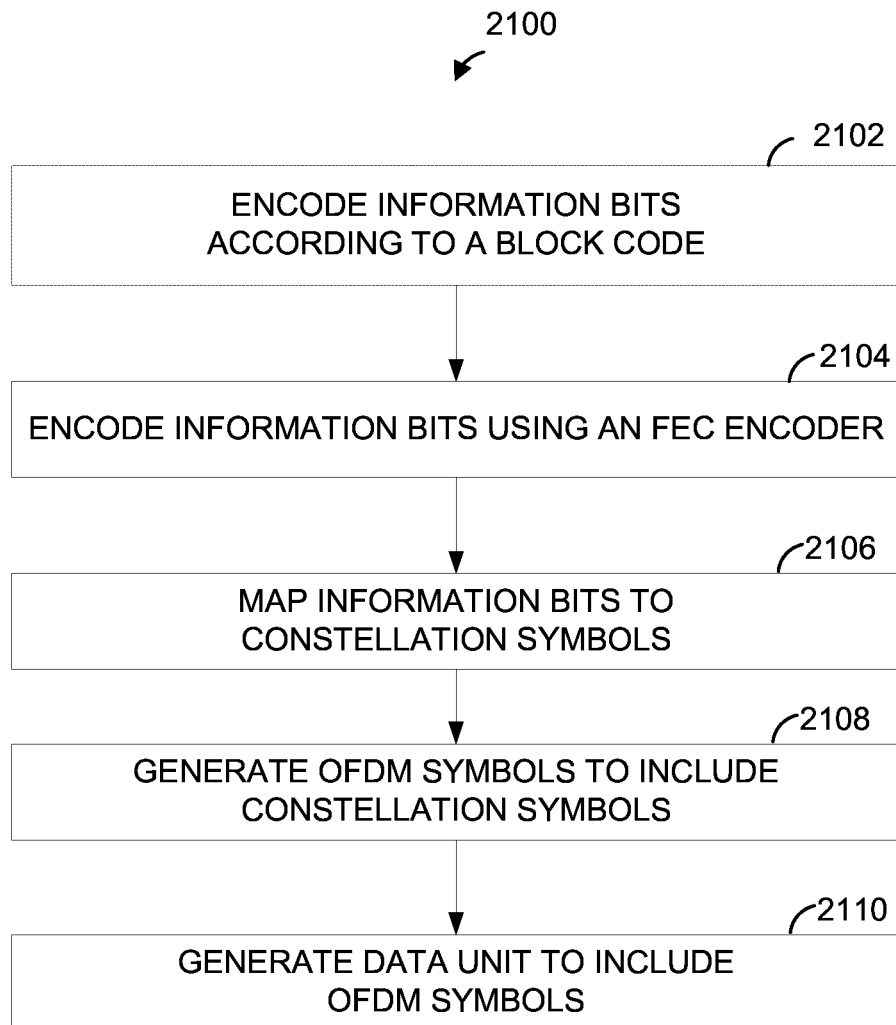 2100
2102
ENCODE INFORMATION BITS
ACCORDING TO A BLOCK CODE
2104
ENCODE INFORMATION BITS USING AN FEC ENCODER
2106
MAP INFORMATION BITS TO
CONSTELLATION SYMBOLS
2108
GENERATE OFDM SYMBOLS TO INCLUDE
CONSTELLATION SYMBOLS
2110
GENERATE DATA UNIT TO INCLUDE
OFDM SYMBOLS